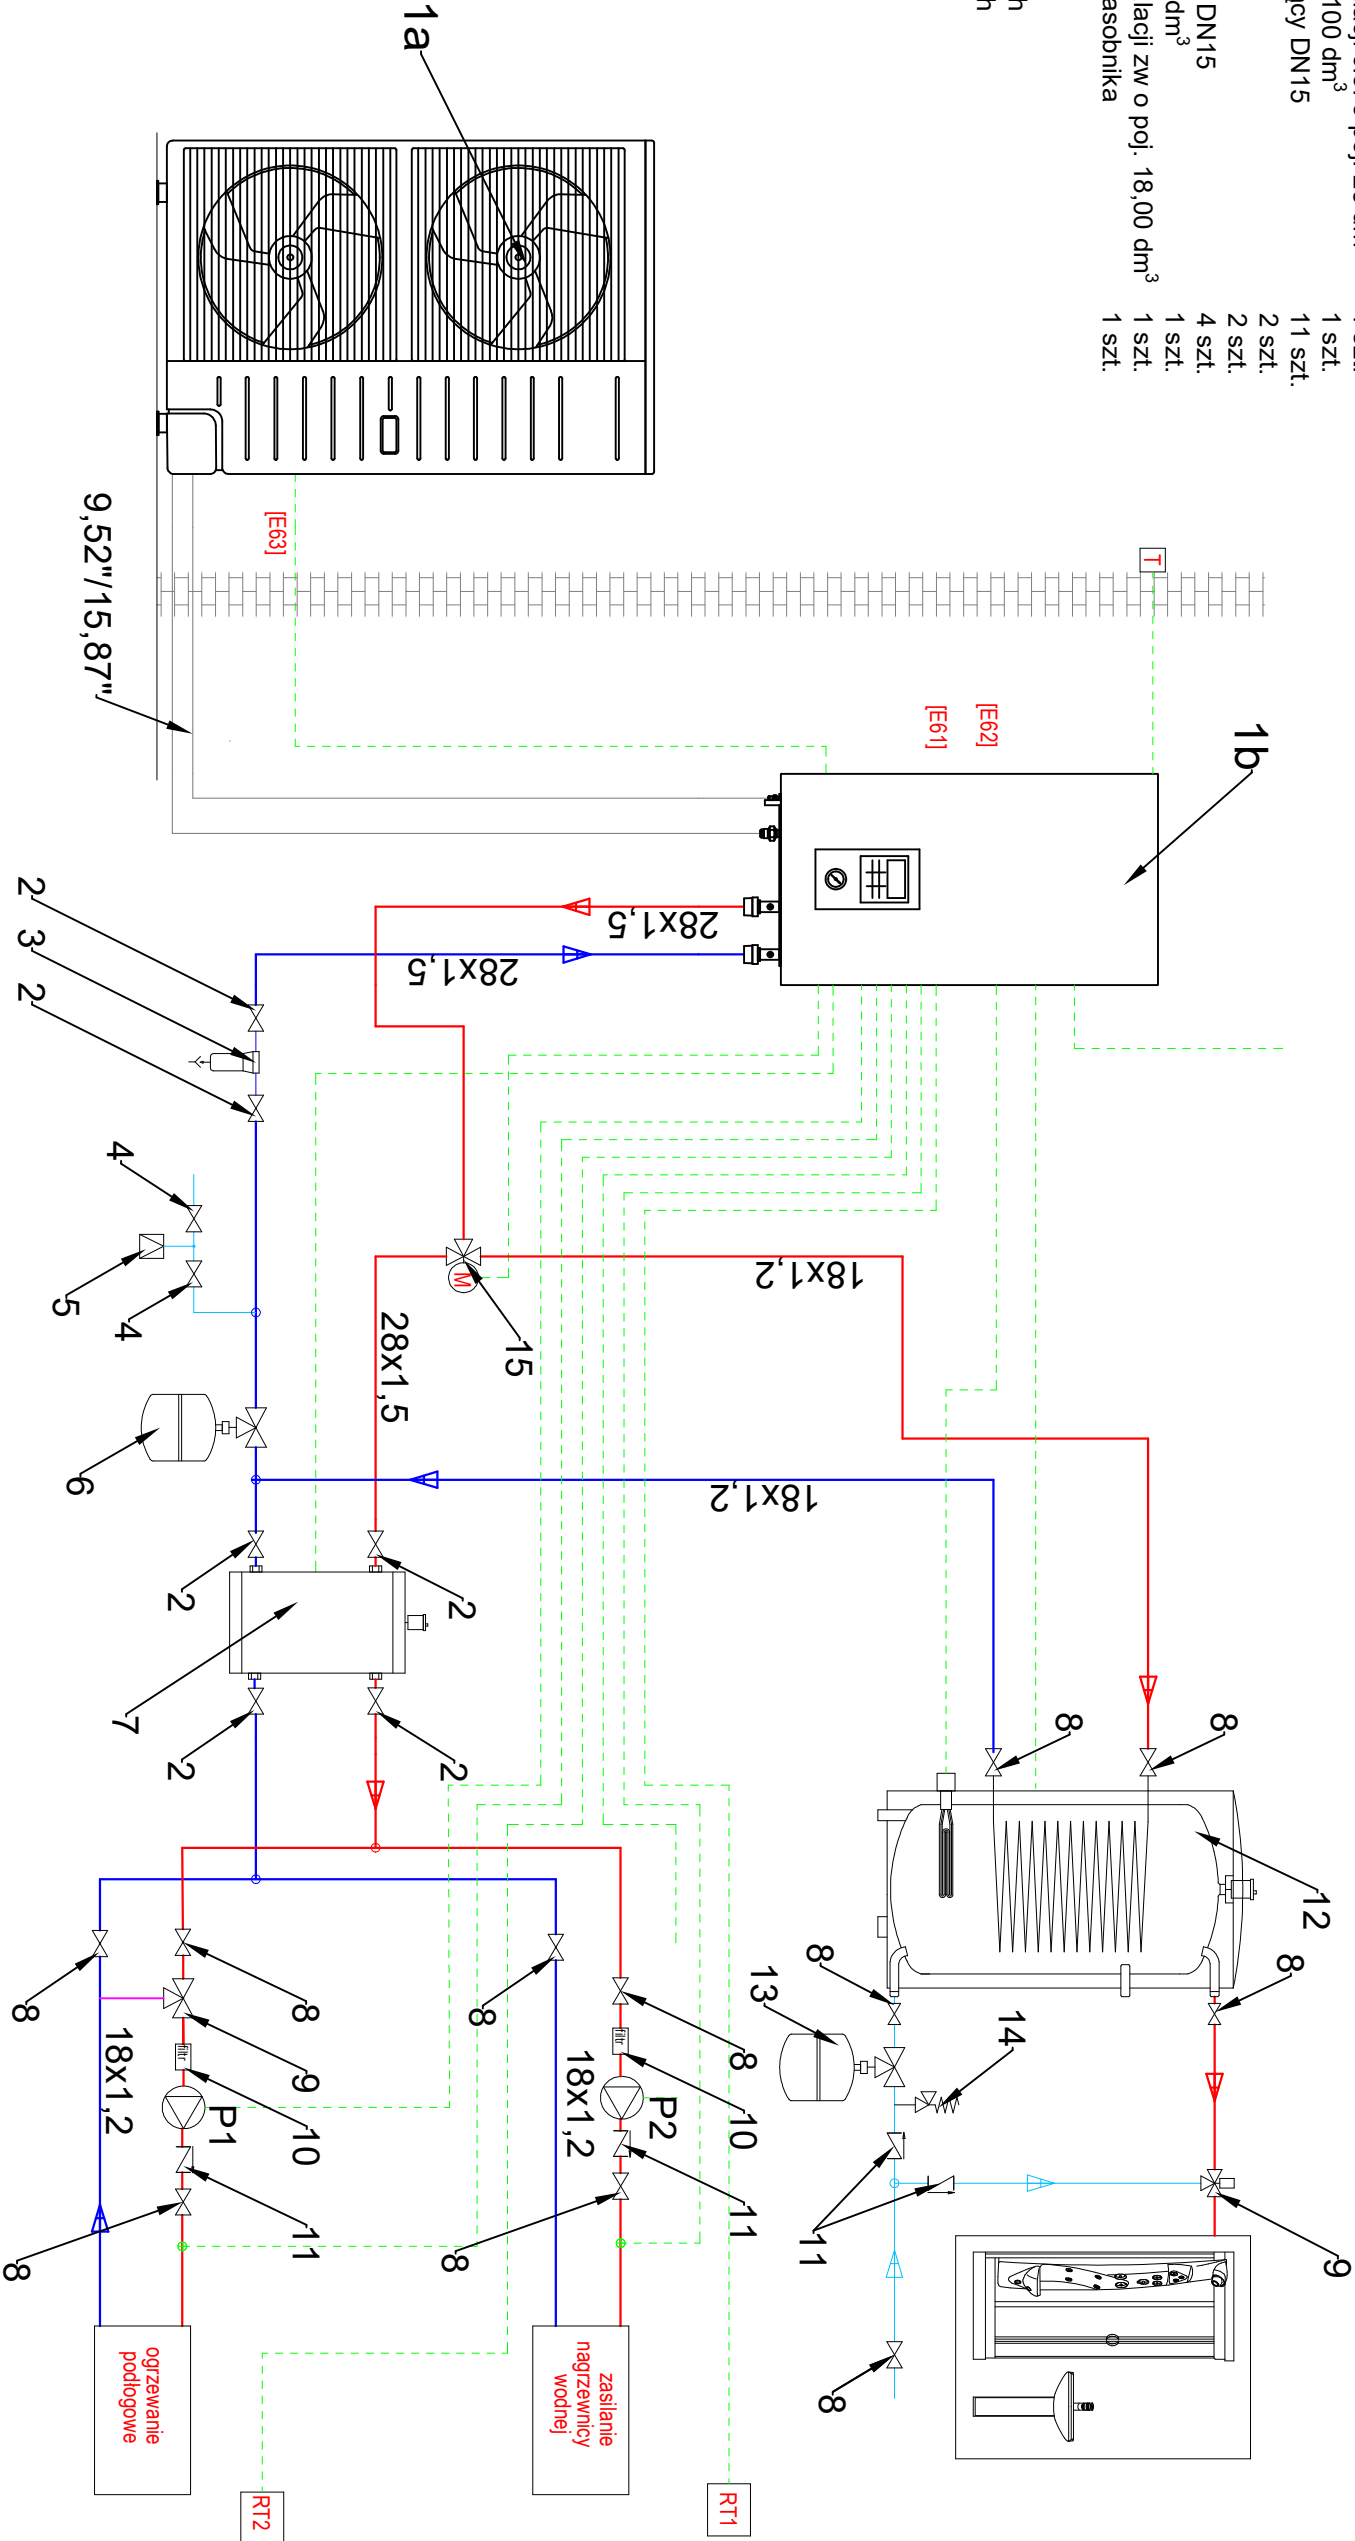 100 dm³ 1 szt.
ący DN15 11 szt.
2 szt.
2 szt.
DN15 4 szt.
dm³ 1 szt.
lacji zw o poj. 18,00 dm³ 1 szt.
asobnika 1 szt.
h
h
1a
1b
T
[E62]
[E61]
[E63]
9,52"/15,87"
28x1,5
28x1,5
2
3
2
4
5
4
6
M
15
18x1,2
28x1,5
18x1,2
2
2
7
2
2
8
8
12
8
8
13
14
11
9
8
8
8
filtr
10
P2
18x1,2
11
8
8
8
9
filtr
10
P1
18x1,2
11
8
zasilanie
nagrzewnicy
wodnej
ogrzewanie
podłogowe
RT1
RT2